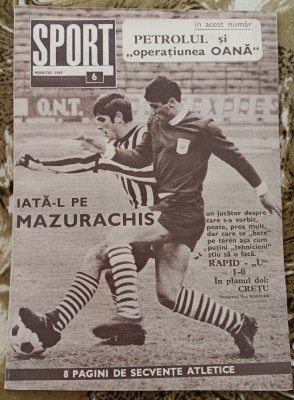 în acest număr
PETROLUL și
„operațiunea OANĂ“
SPORT
MARTIE 1969
6
O.N.T.
IATĂ-L PE
MAZURACHIS
un jucător despre
care s-a vorbit,
poate, prea mult,
dar care se „bate“
pe teren așa cum
puțini „tehnicieni“
știu să o facă.
RAPID - „U“
1-0
În planul doi:
CREȚU
8 PAGINI DE SECVENȚE ATLETICE